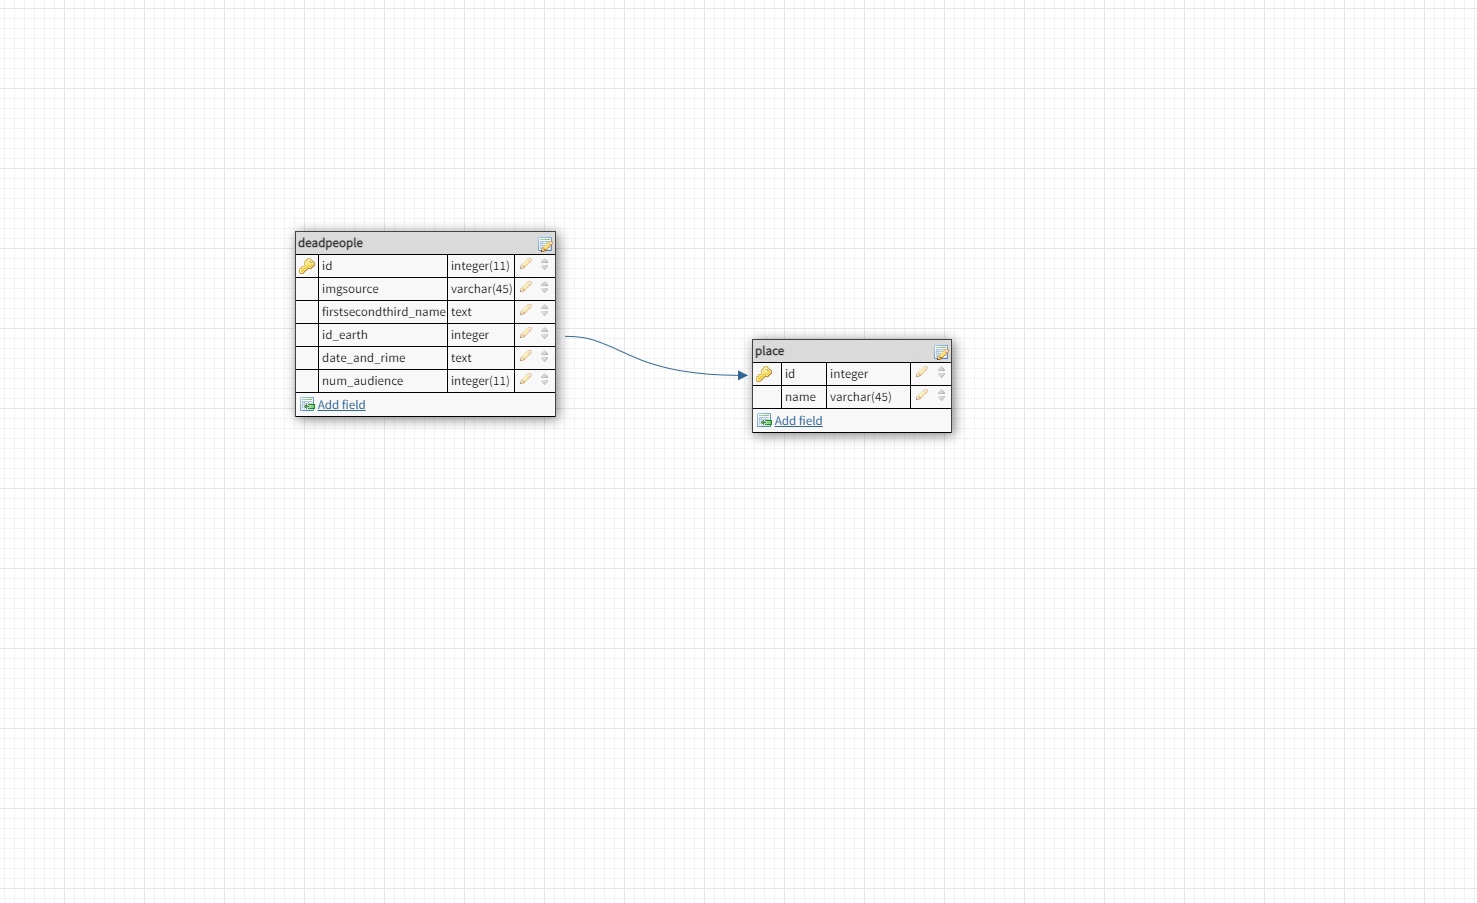 deadpeople
id integer(11)
imgsource varchar(45)
firstsecondthird_name text
id_earth integer
date_and_rime text
num_audience integer(11)
Add field
place
id integer
name varchar(45)
Add field